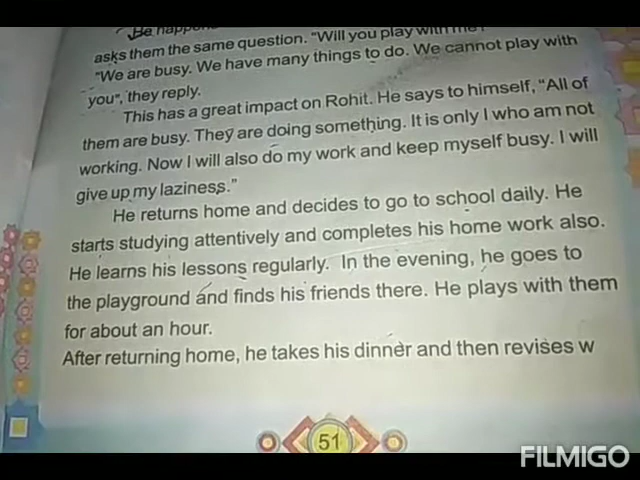 He happen
asks them the same question. "Will you play with me?
"We are busy. We have many things to do. We cannot play with
you", they reply.
This has a great impact on Rohit. He says to himself, "All of
them are busy. They are doing something. It is only I who am not
working. Now I will also do my work and keep myself busy. I will
give up my laziness."
He returns home and decides to go to school daily. He
starts studying attentively and completes his home work also.
He learns his lessons regularly. In the evening, he goes to
the playground and finds his friends there. He plays with them
for about an hour.
After returning home, he takes his dinner and then revises w
51
FILMIGO